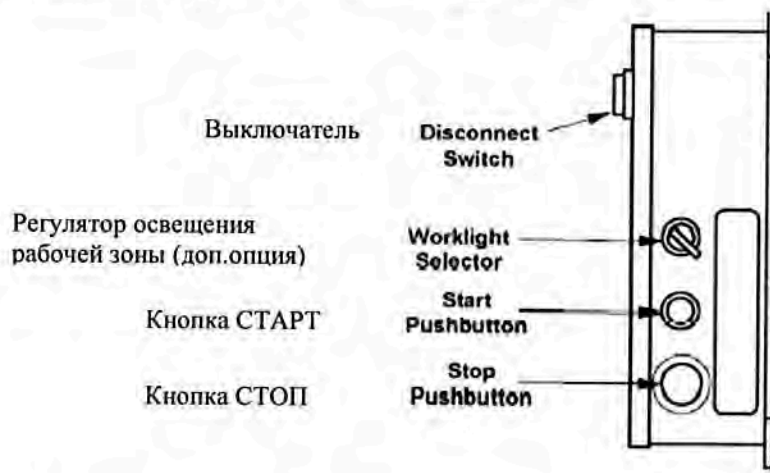 Выключатель
Disconnect
Switch
Регулятор освещения
рабочей зоны (доп.опция)
Worklight
Selector
Кнопка СТАРТ
Start
Pushbutton
Кнопка СТОП
Stop
Pushbutton